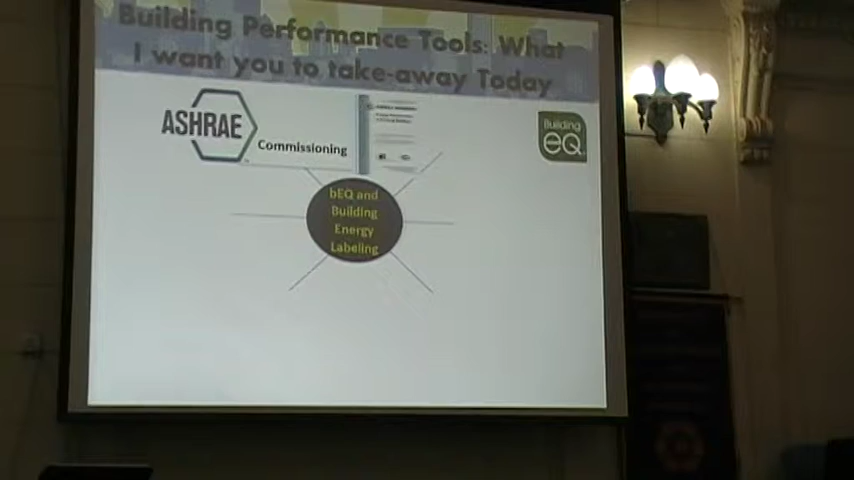 Building Performance Tools: What
I want you to take-away Today
ASHRAE
Commissioning
Building
eQ
bEQ and
Building
Energy
Labeling